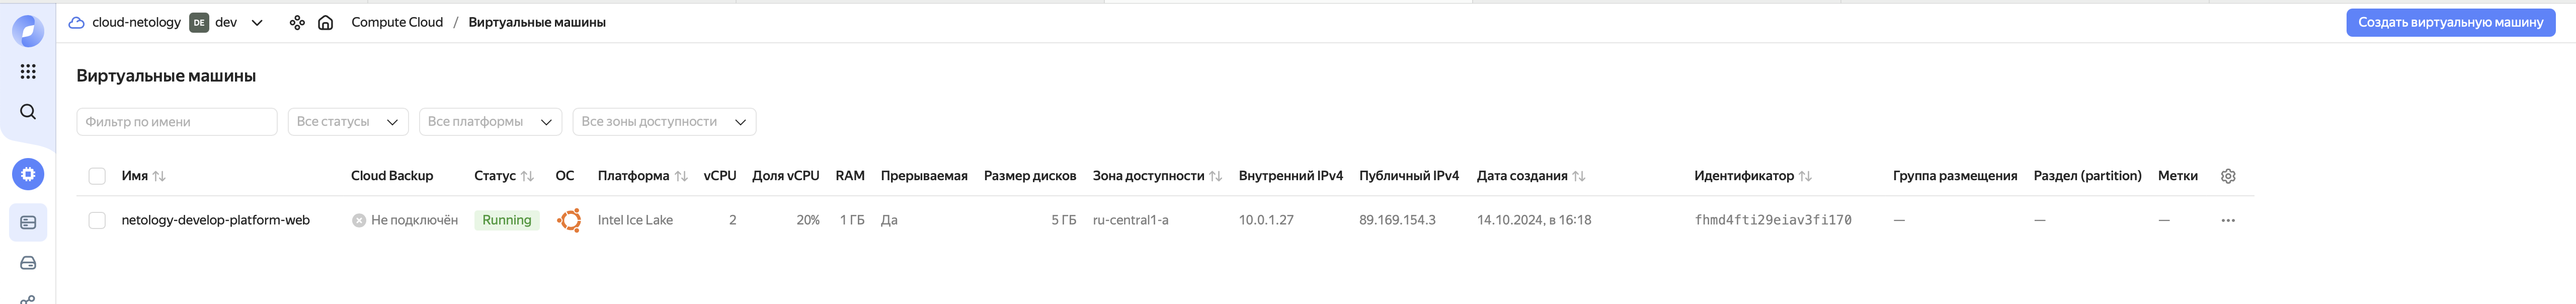 cloud-netology DE dev Compute Cloud / Виртуальные машины Создать виртуальную машину
Виртуальные машины
Фильтр по имени Все статусы Все платформы Все зоны доступности
Имя Cloud Backup Статус ОС Платформа vCPU Доля vCPU RAM Прерываемая Размер дисков Зона доступности Внутренний IPv4 Публичный IPv4 Дата создания Идентификатор Группа размещения Раздел (partition) Метки
netology-develop-platform-web Не подключён Running Intel Ice Lake 2 20% 1 ГБ Да 5 ГБ ru-central1-a 10.0.1.27 89.169.154.3 14.10.2024, в 16:18 fhmd4fti29eiav3fi170 — — —